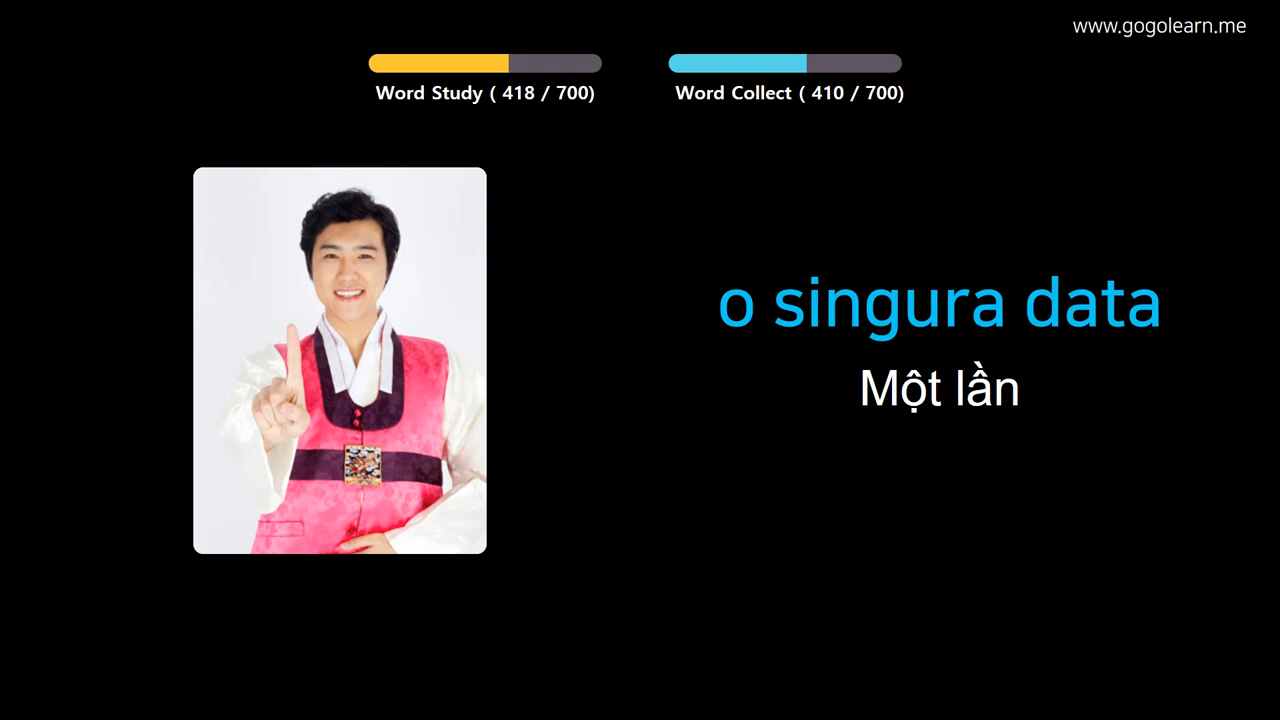 www.gogolearn.me
Word Study ( 418 / 700)
Word Collect ( 410 / 700)
o singura data
Một lần